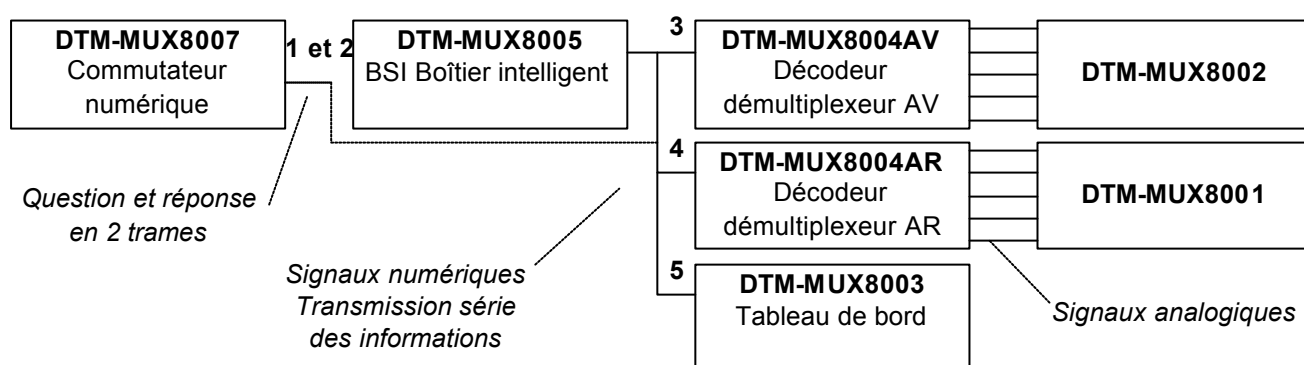 DTM-MUX8007
Commutateur
numérique
1 et 2
DTM-MUX8005
BSI Boîtier intelligent
3
DTM-MUX8004AV
Décodeur
démultiplexeur AV
DTM-MUX8002
4
DTM-MUX8004AR
Décodeur
démultiplexeur AR
DTM-MUX8001
Question et réponse
en 2 trames
Signaux numériques
Transmission série
des informations
5
DTM-MUX8003
Tableau de bord
Signaux analogiques